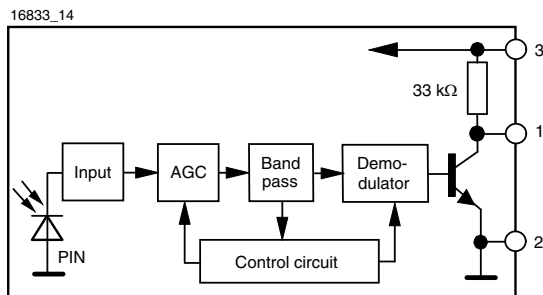 16833_14
3
33 kΩ
1
Input
AGC
Band
pass
Demo-
dulator
2
PIN
Control circuit